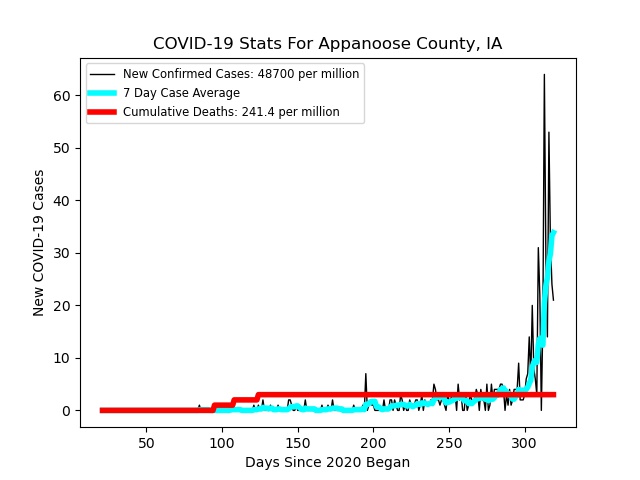 COVID-19 Stats For Appanoose County, IA
New Confirmed Cases: 48700 per million
7 Day Case Average
Cumulative Deaths: 241.4 per million
New COVID-19 Cases
60
50
40
30
20
10
0
50 100 150 200 250 300
Days Since 2020 Began